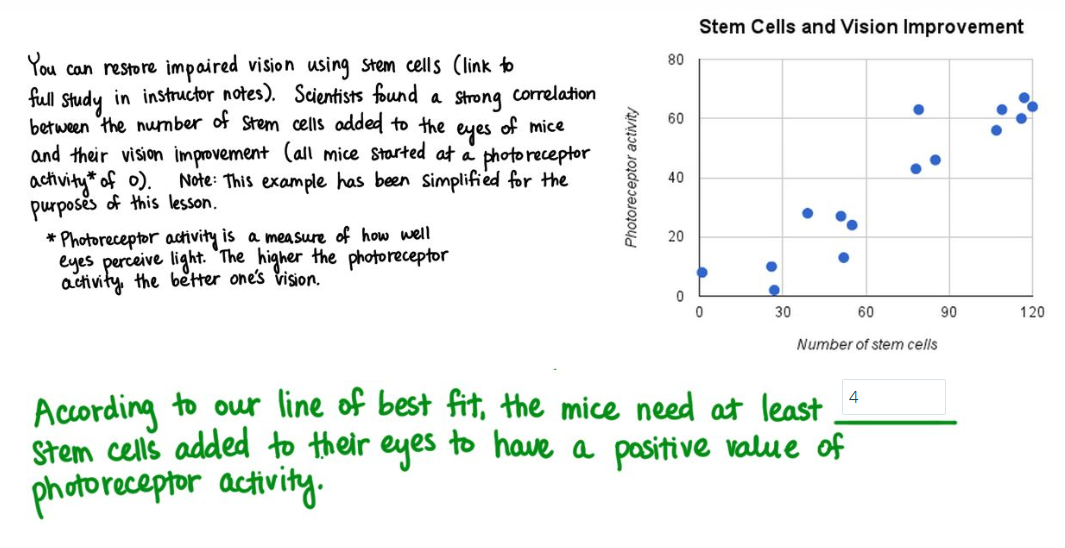 Stem Cells and Vision Improvement
You can restore impaired vision using stem cells (link to
full study in instructor notes). Scientists found a strong correlation
between the number of stem cells added to the eyes of mice
and their vision improvement (all mice started at a photoreceptor
activity* of 0). Note: This example has been simplified for the
purposes of this lesson.
* Photoreceptor activity is a measure of how well
eyes perceive light. The higher the photoreceptor
activity, the better one's vision.
Photoreceptor activity
80
60
40
20
0
0 30 60 90 120
Number of stem cells
According to our line of best fit, the mice need at least 4
stem cells added to their eyes to have a positive value of
photoreceptor activity.